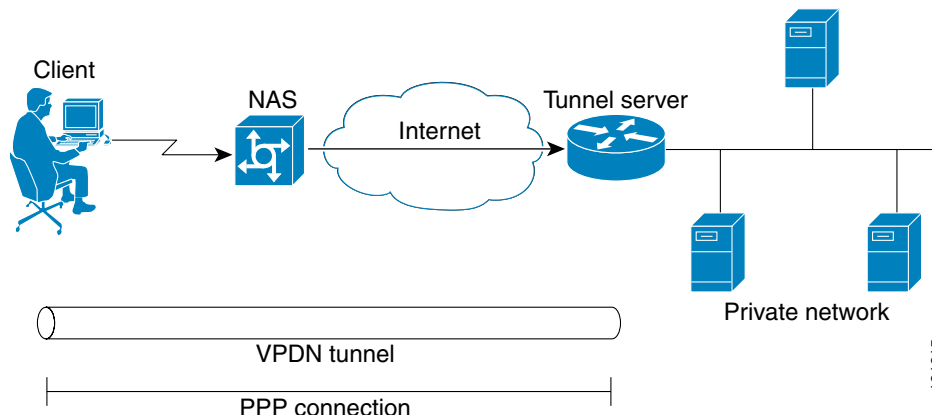 Client
NAS
Internet
Tunnel server
Private network
VPDN tunnel
PPP connection